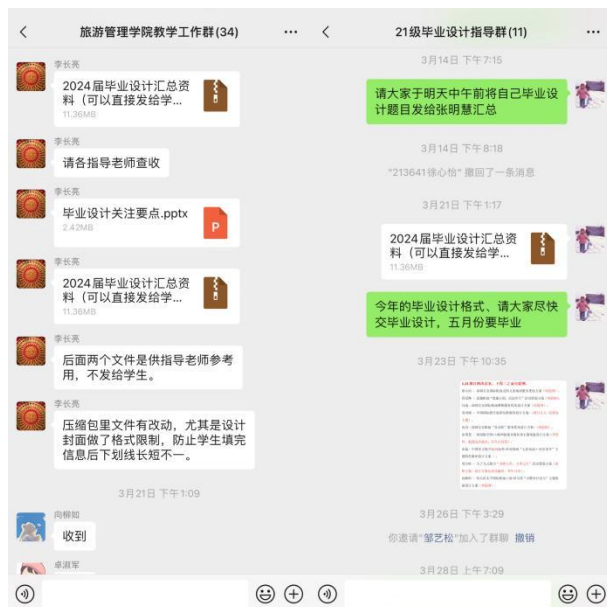 旅游管理学院教学工作群(34)
李长亮
2024届毕业设计汇总资
料（可以直接发给学...
11.36MB
李长亮
请各指导老师查收
李长亮
毕业设计关注要点.pptx
2.42MB
P
李长亮
2024届毕业设计汇总资
料（可以直接发给学...
11.36MB
李长亮
后面两个文件是供指导老师参考
用，不发给学生。
李长亮
压缩包里文件有改动，尤其是设计
封面做了格式限制，防止学生填完
信息后下划线长短不一。
3月21日 下午1:09
向柳如
收到
卓淑军
21级毕业设计指导群(11)
3月14日 下午7:15
请大家于明天中午前将自己毕业设
计题目发给张明慧汇总
3月14日 下午8:18
"213641徐心怡" 撤回了一条消息
3月21日 下午1:17
2024届毕业设计汇总资
料（可以直接发给学...
11.36MB
今年的毕业设计格式、请大家尽快
交毕业设计，五月份要毕业
3月23日 下午10:35
3月26日 下午3:29
你邀请"邹艺松"加入了群聊 撤销
3月28日 上午7:09